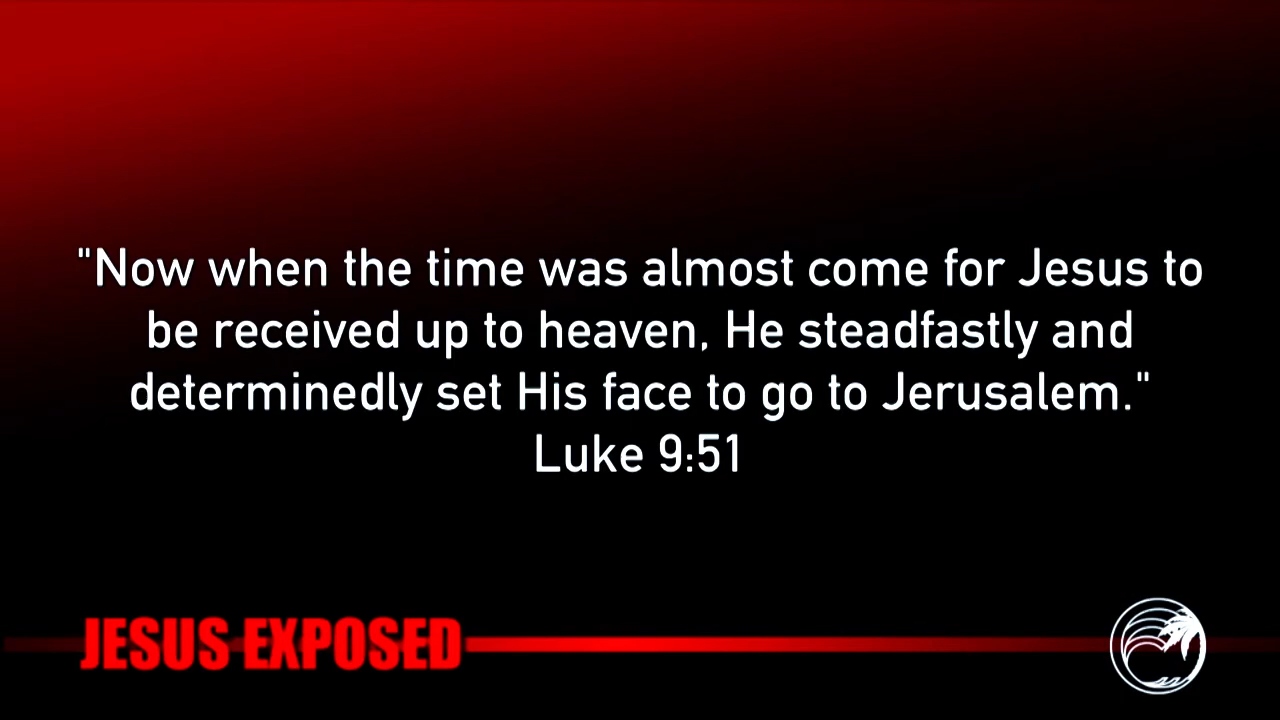 "Now when the time was almost come for Jesus to
be received up to heaven, He steadfastly and
determinedly set His face to go to Jerusalem."
Luke 9:51
JESUS EXPOSED